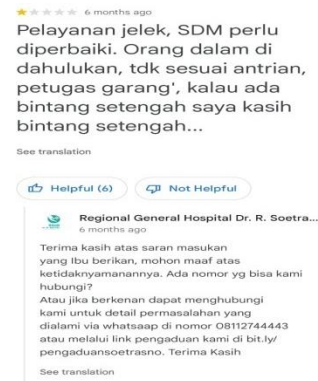 6 months ago
Pelayanan jelek, SDM perlu
diperbaiki. Orang dalam di
dahulukan, tdk sesuai antrian,
petugas garang', kalau ada
bintang setengah saya kasih
bintang setengah...
See translation
Helpful (6)
Not Helpful
Regional General Hospital Dr. R. Soetra...
6 months ago
Terima kasih atas saran masukan
yang Ibu berikan, mohon maaf atas
ketidaknyamanannya. Ada nomor yg bisa kami
hubungi?
Atau jika berkenan dapat menghubungi
kami untuk detail permasalahan yang
dialami via whatsaap di nomor 08112744443
atau melalui link pengaduan kami di bit.ly/
pengaduansoetrasno. Terima Kasih
See translation